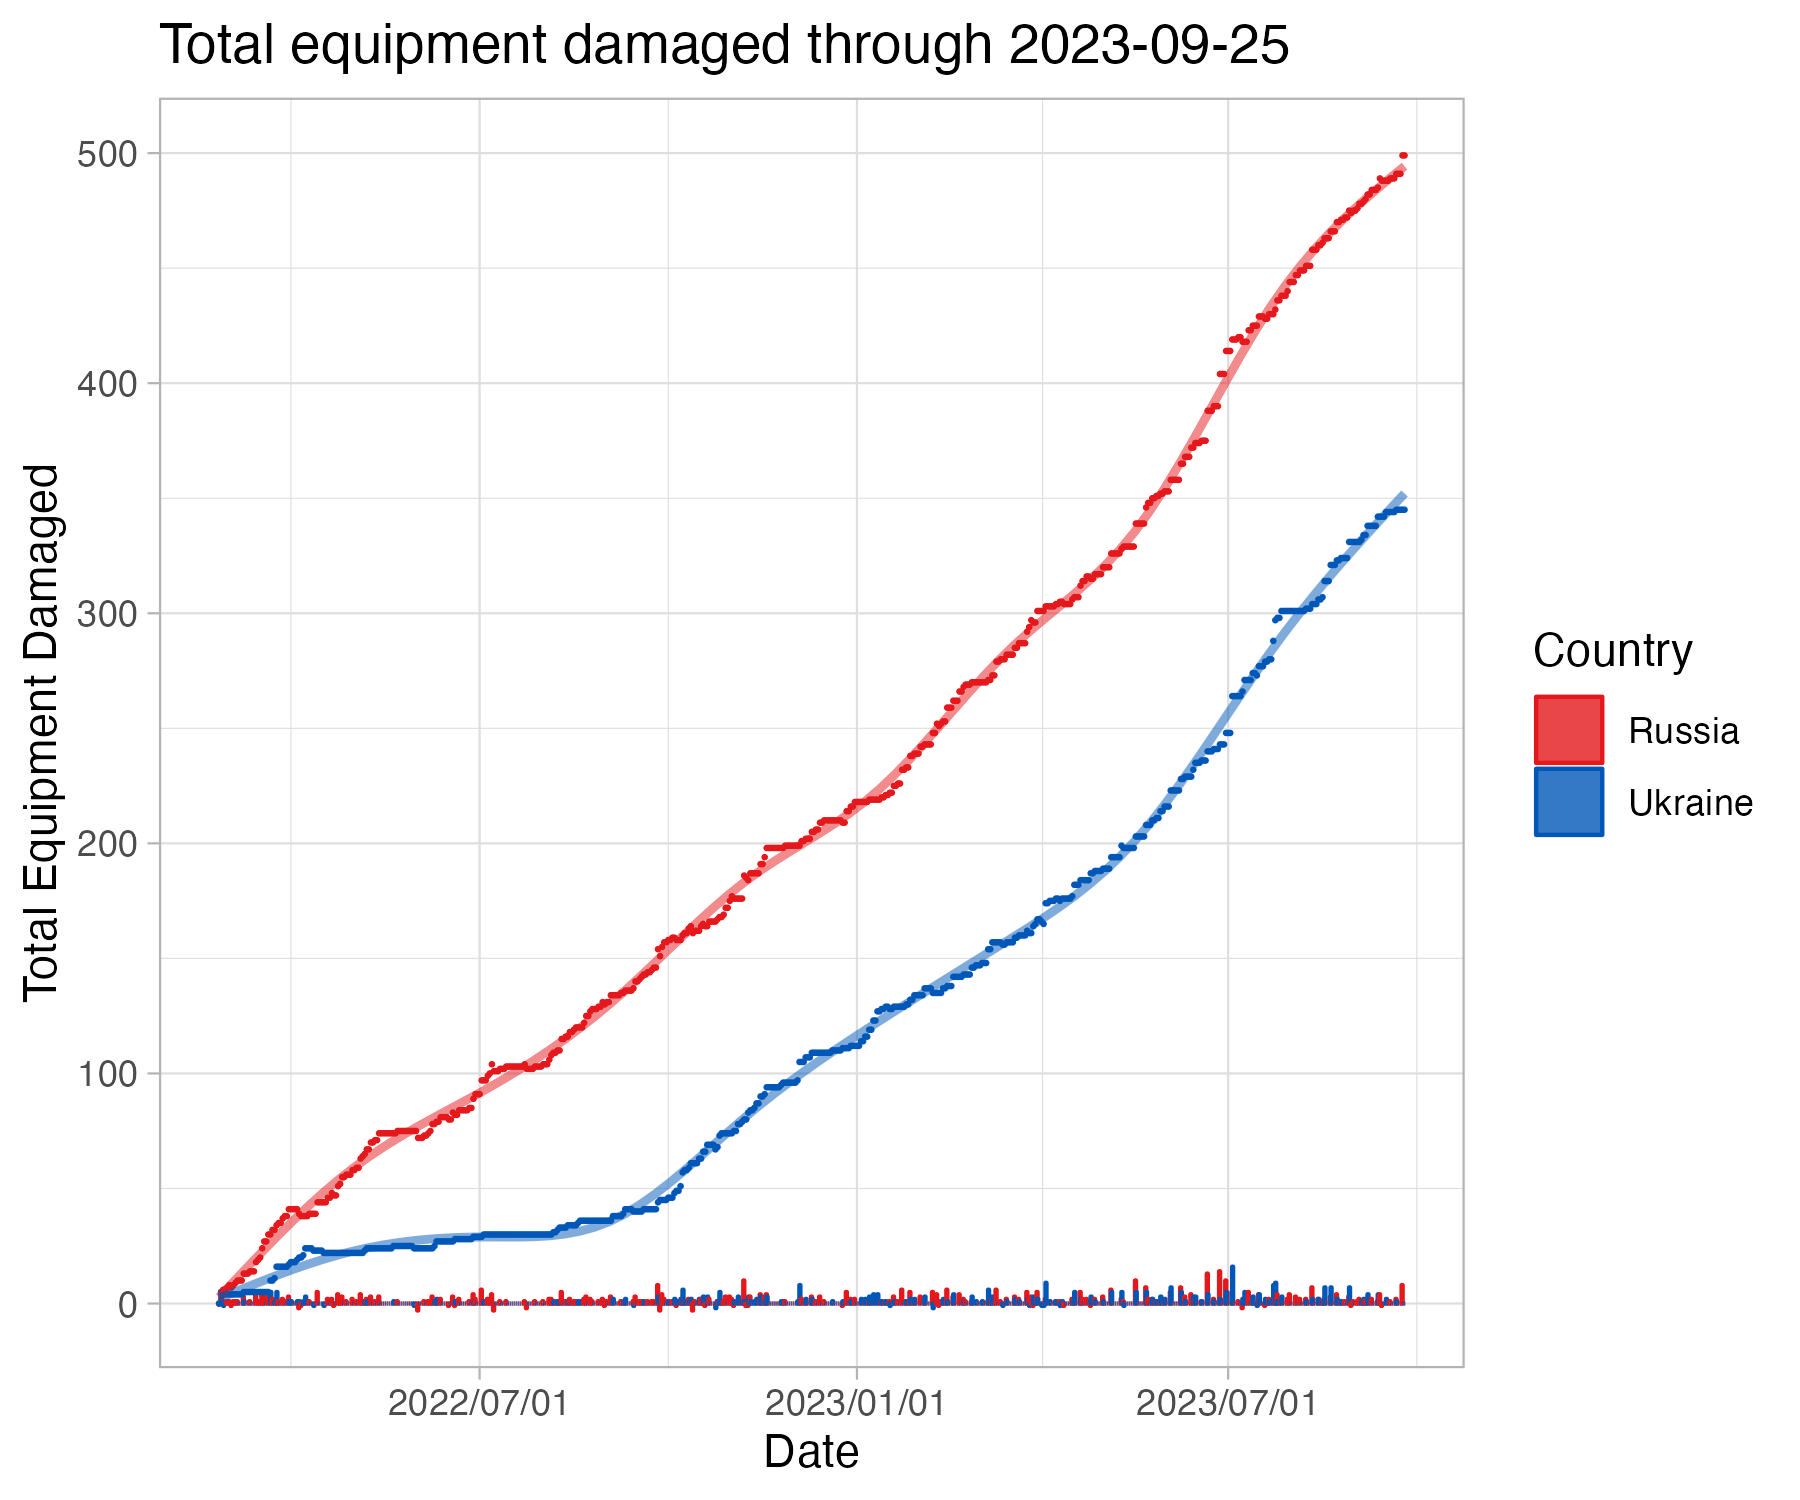 Total equipment damaged through 2023-09-25
Total Equipment Damaged
500
400
300
200
100
0
2022/07/01
2023/01/01
2023/07/01
Date
Country
Russia
Ukraine